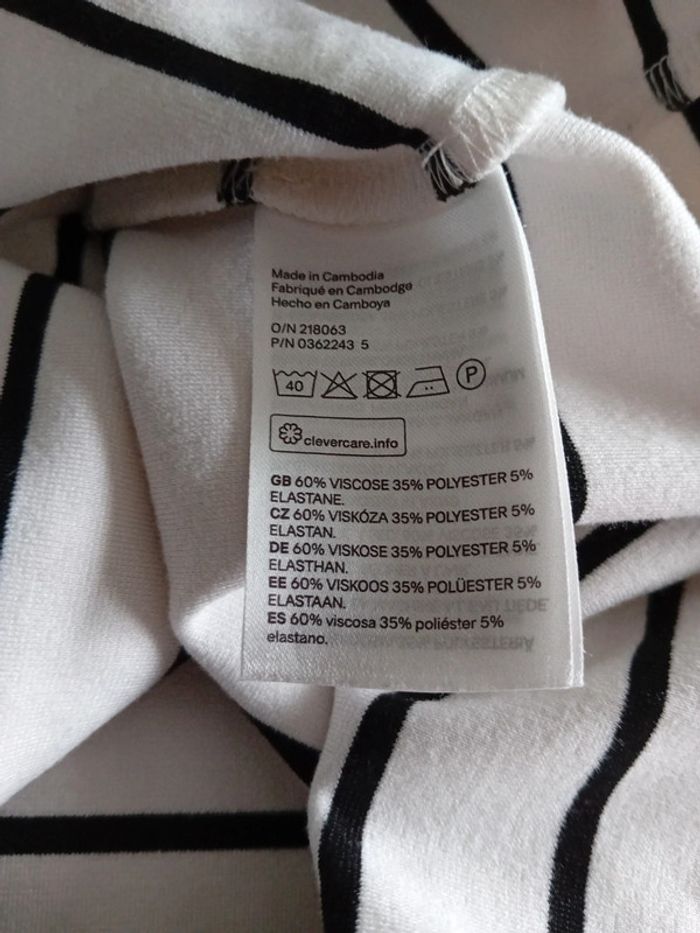 Made in Cambodia
Fabriqué en Cambodge
Hecho en Camboya
O/N 218063
P/N 0362243 5
40 P
clevercare.info
GB 60% VISCOSE 35% POLYESTER 5%
ELASTANE.
CZ 60% VISKÓZA 35% POLYESTER 5%
ELASTAN.
DE 60% VISKOSE 35% POLYESTER 5%
ELASTHAN.
EE 60% VISKOOS 35% POLÜESTER 5%
ELASTAAN.
ES 60% viscosa 35% poliéster 5%
elastano.